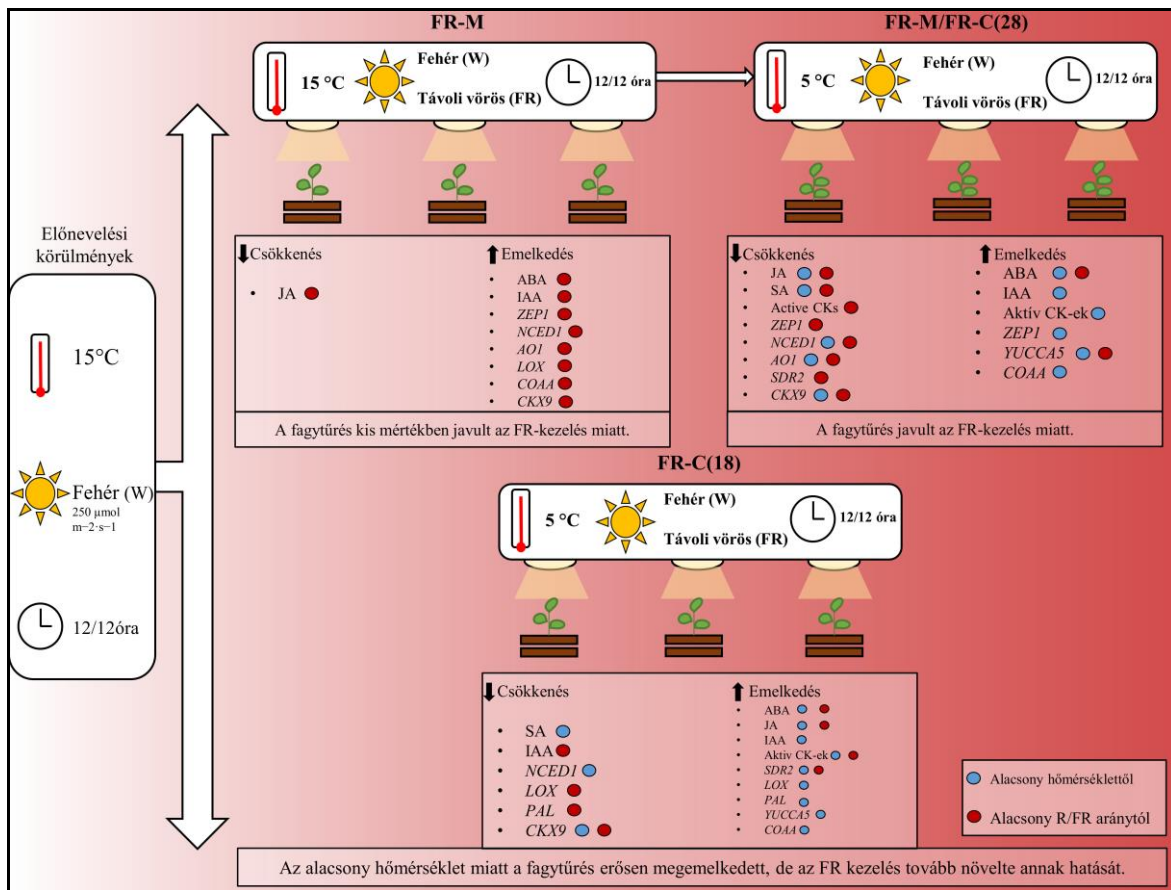 FR-M
15 °C
Fehér (W)
Távoli vörös (FR)
12/12 óra
FR-M/FR-C(28)
5 °C
Fehér (W)
Távoli vörös (FR)
12/12 óra
Előnevelési
körülmények
15°C
Fehér (W)
250 µmol
m−2·s−1
12/12óra
Csökkenés
• JA
Emelkedés
• ABA
• IAA
• ZEP1
• NCED1
• AO1
• LOX
• COAA
• CKX9
A fagytűrés kis mértékben javult az FR-kezelés miatt.
Csökkenés
• JA
• SA
• Active CKs
• ZEP1
• NCED1
• AO1
• SDR2
• CKX9
Emelkedés
• ABA
• IAA
• Aktív CK-ek
• ZEP1
• YUCCA5
• COAA
A fagytűrés javult az FR-kezelés miatt.
FR-C(18)
5 °C
Fehér (W)
Távoli vörös (FR)
12/12 óra
Csökkenés
• SA
• IAA
• NCED1
• LOX
• PAL
• CKX9
Emelkedés
• ABA
• JA
• IAA
• Aktiv CK-ek
• SDR2
• LOX
• PAL
• YUCCA5
• COAA
Alacsony hőmérséklettől
Alacsony R/FR aránytól
Az alacsony hőmérséklet miatt a fagytűrés erősen megemelkedett, de az FR kezelés tovább növelte annak hatását.